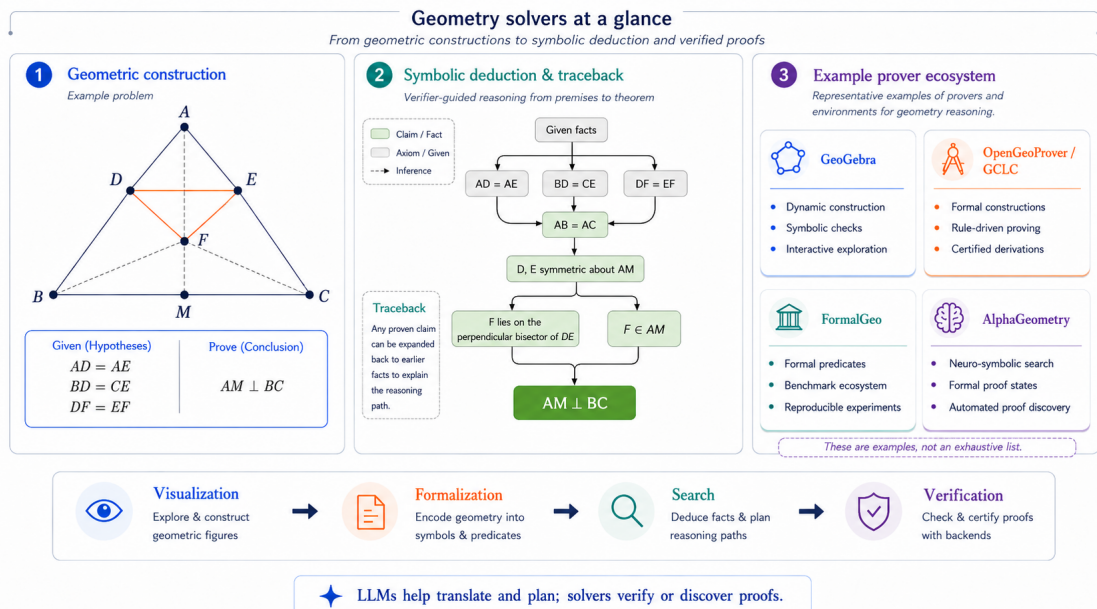 Geometry solvers at a glance
From geometric constructions to symbolic deduction and verified proofs
1 Geometric construction
Example problem
A
D
E
F
B
M
C
Given (Hypotheses)
AD = AE
BD = CE
DF = EF
Prove (Conclusion)
AM ⊥ BC
2 Symbolic deduction & traceback
Verifier-guided reasoning from premises to theorem
Claim / Fact
Axiom / Given
Inference
Given facts
AD = AE
BD = CE
DF = EF
AB = AC
D, E symmetric about AM
F lies on the
perpendicular bisector of DE
F ∈ AM
AM ⊥ BC
Traceback
Any proven claim
can be expanded
back to earlier
facts to explain
the reasoning
path.
3 Example prover ecosystem
Representative examples of provers and
environments for geometry reasoning.
GeoGebra
• Dynamic construction
• Symbolic checks
• Interactive exploration
OpenGeoProver /
GCLC
• Formal constructions
• Rule-driven proving
• Certified derivations
FormalGeo
• Formal predicates
• Benchmark ecosystem
• Reproducible experiments
AlphaGeometry
• Neuro-symbolic search
• Formal proof states
• Automated proof discovery
These are examples, not an exhaustive list.
Visualization
Explore & construct
geometric figures
Formalization
Encode geometry into
symbols & predicates
Search
Deduce facts & plan
reasoning paths
Verification
Check & certify proofs
with backends
LLMs help translate and plan; solvers verify or discover proofs.